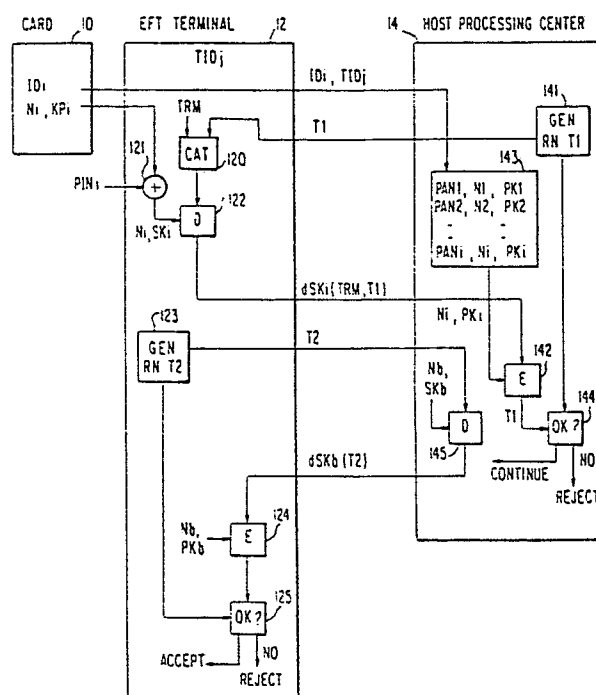 CARD
10
EFT TERMINAL
12
14
HOST PROCESSING CENTER
TIDj
IDi
Ni, KPi
IDi, TIDj
141
GEN
RN T1
TRM
T1
CAT
120
143
121
+
PINi
122
D
Ni, SKi
PAN1, N1, PK1
PAN2, N2, PK2
PANi, Ni, PKi
dSKi(TRM, T1)
Ni, PKi
123
GEN
RN T2
T2
Nb,
SKb
E
142
T1
144
OK?
D
145
NO
CONTINUE
REJECT
dSKb(T2)
Nb,
PKb
124
E
125
OK?
NO
ACCEPT
REJECT